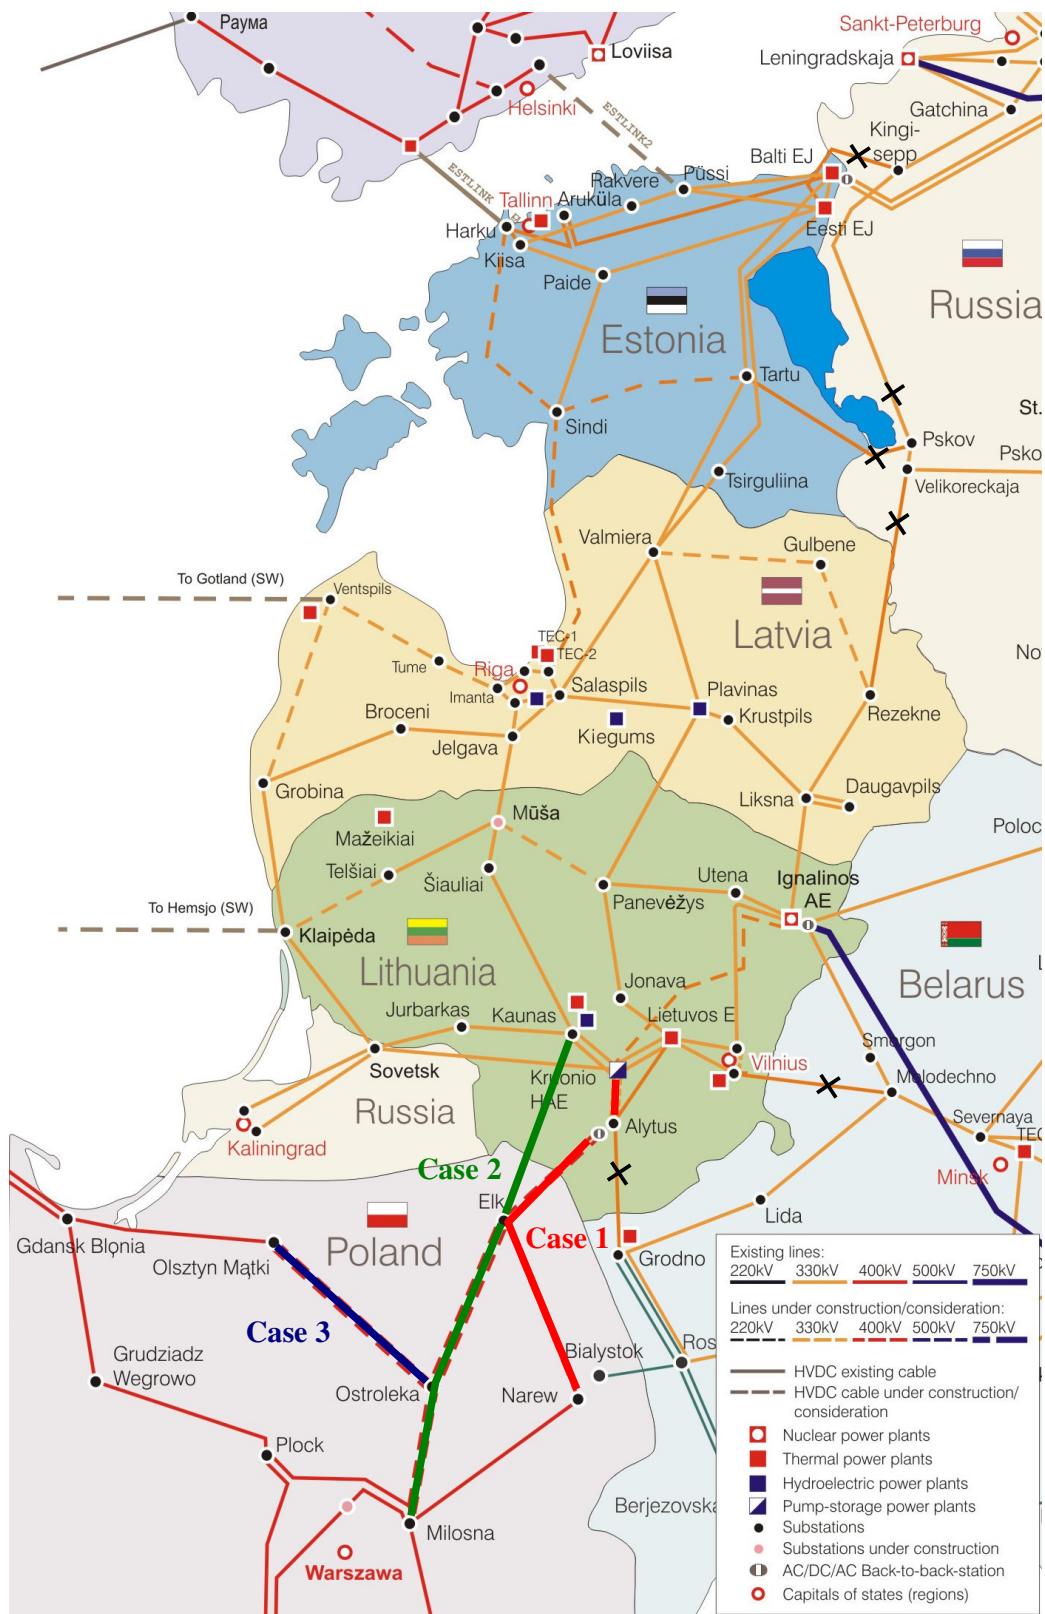 Раума
Sankt-Peterburg
Loviisa
Leningradskaja
Helsinki
Gatchina
ESTLINK2
Kingi-
sepp
Balti EJ
ESTLINK
Püssi
Rakvere
Tallinn
Aruküla
Harku
Eesti EJ
Kiisa
Paide
Russia
Estonia
Tartu
St.
Sindi
Pskov
Psko
Tsirguliina
Velikoreckaja
Valmiera
Gulbene
To Gotland (SW)
Ventspils
Latvia
TEC-1
TEC-2
No
Tume
Riga
Imanta
Salaspils
Plavinas
Rezekne
Broceni
Krustpils
Kiegums
Jelgava
Grobina
Liksna
Daugavpils
Mūša
Mažeikiai
Poloc
Telšiai
Šiauliai
Utena
Ignalinos
AE
Panevėžys
To Hemsjo (SW)
Klaipėda
Lithuania
Belarus
Jonava
Jurbarkas
Kaunas
Lietuvos E
Smorgon
Sovetsk
Kruonio
HAE
Vilnius
Molodechno
Russia
Alytus
Severnaya
TEC
Kaliningrad
Case 2
Minsk
Elk
Lida
Gdansk Błonia
Case 1
Poland
Olsztyn Mątki
Grodno
Case 3
Bialystok
Ros
Grudziadz
Wegrowo
Ostroleka
Narew
Plock
Berjezovska
Milosna
Warszawa
Existing lines:
220kV 330kV 400kV 500kV 750kV
Lines under construction/consideration:
220kV 330kV 400kV 500kV 750kV
HVDC existing cable
HVDC cable under construction/
consideration
Nuclear power plants
Thermal power plants
Hydroelectric power plants
Pump-storage power plants
Substations
Substations under construction
AC/DC/AC Back-to-back-station
Capitals of states (regions)